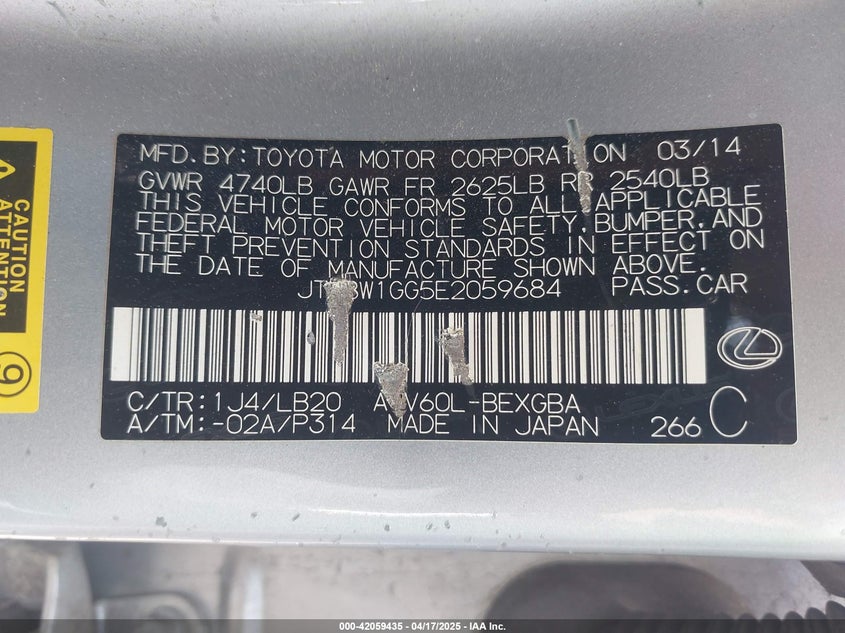 MFD. BY: TOYOTA MOTOR CORPORATION 03/14
GVWR 4740LB GAWR FR 2625LB RR 2540LB
THIS VEHICLE CONFORMS TO ALL APPLICABLE
FEDERAL MOTOR VEHICLE SAFETY, BUMPER, AND
THEFT PREVENTION STANDARDS IN EFFECT ON
THE DATE OF MANUFACTURE SHOWN ABOVE.
PASS. CAR
C/TR: 1J4/LB20
A/TM: -02A/P314 MADE IN JAPAN 266 C
CAUTION
ATTENTION
9
000-42059435 - 04/17/2025 - IAA Inc.